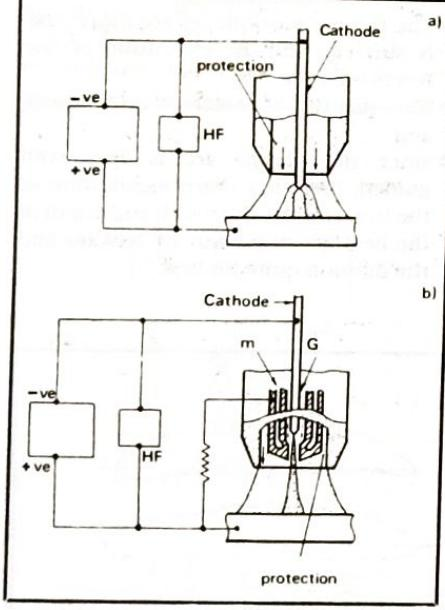 a)
Cathode
protection
- ve
HF
+ ve
b)
Cathode
m
G
- ve
HF
+ ve
protection